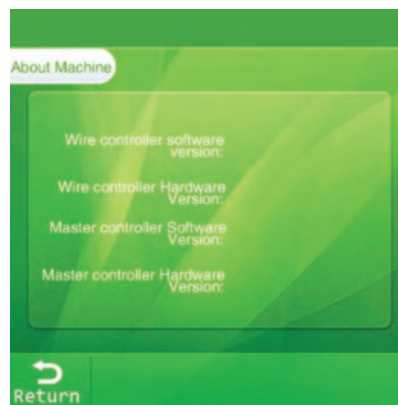 About Machine
Wire controller software
version:
Wire controller Hardware
Version:
Master controller Software
Version:
Master controller Hardware
Version:
Return